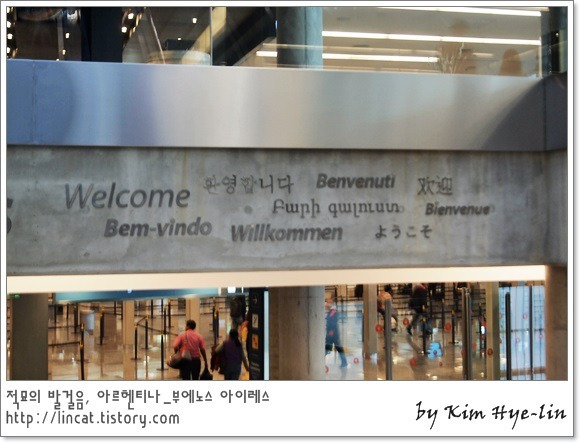 Welcome 환영합니다 Benvenuti 欢迎
Բարի գալուստ Bienvenue
Bem-vindo Willkommen ようこそ
적묘의 발걸음, 아르헨티나_부에노스 아이레스
http://lincat.tistory.com
by Kim Hye-lin